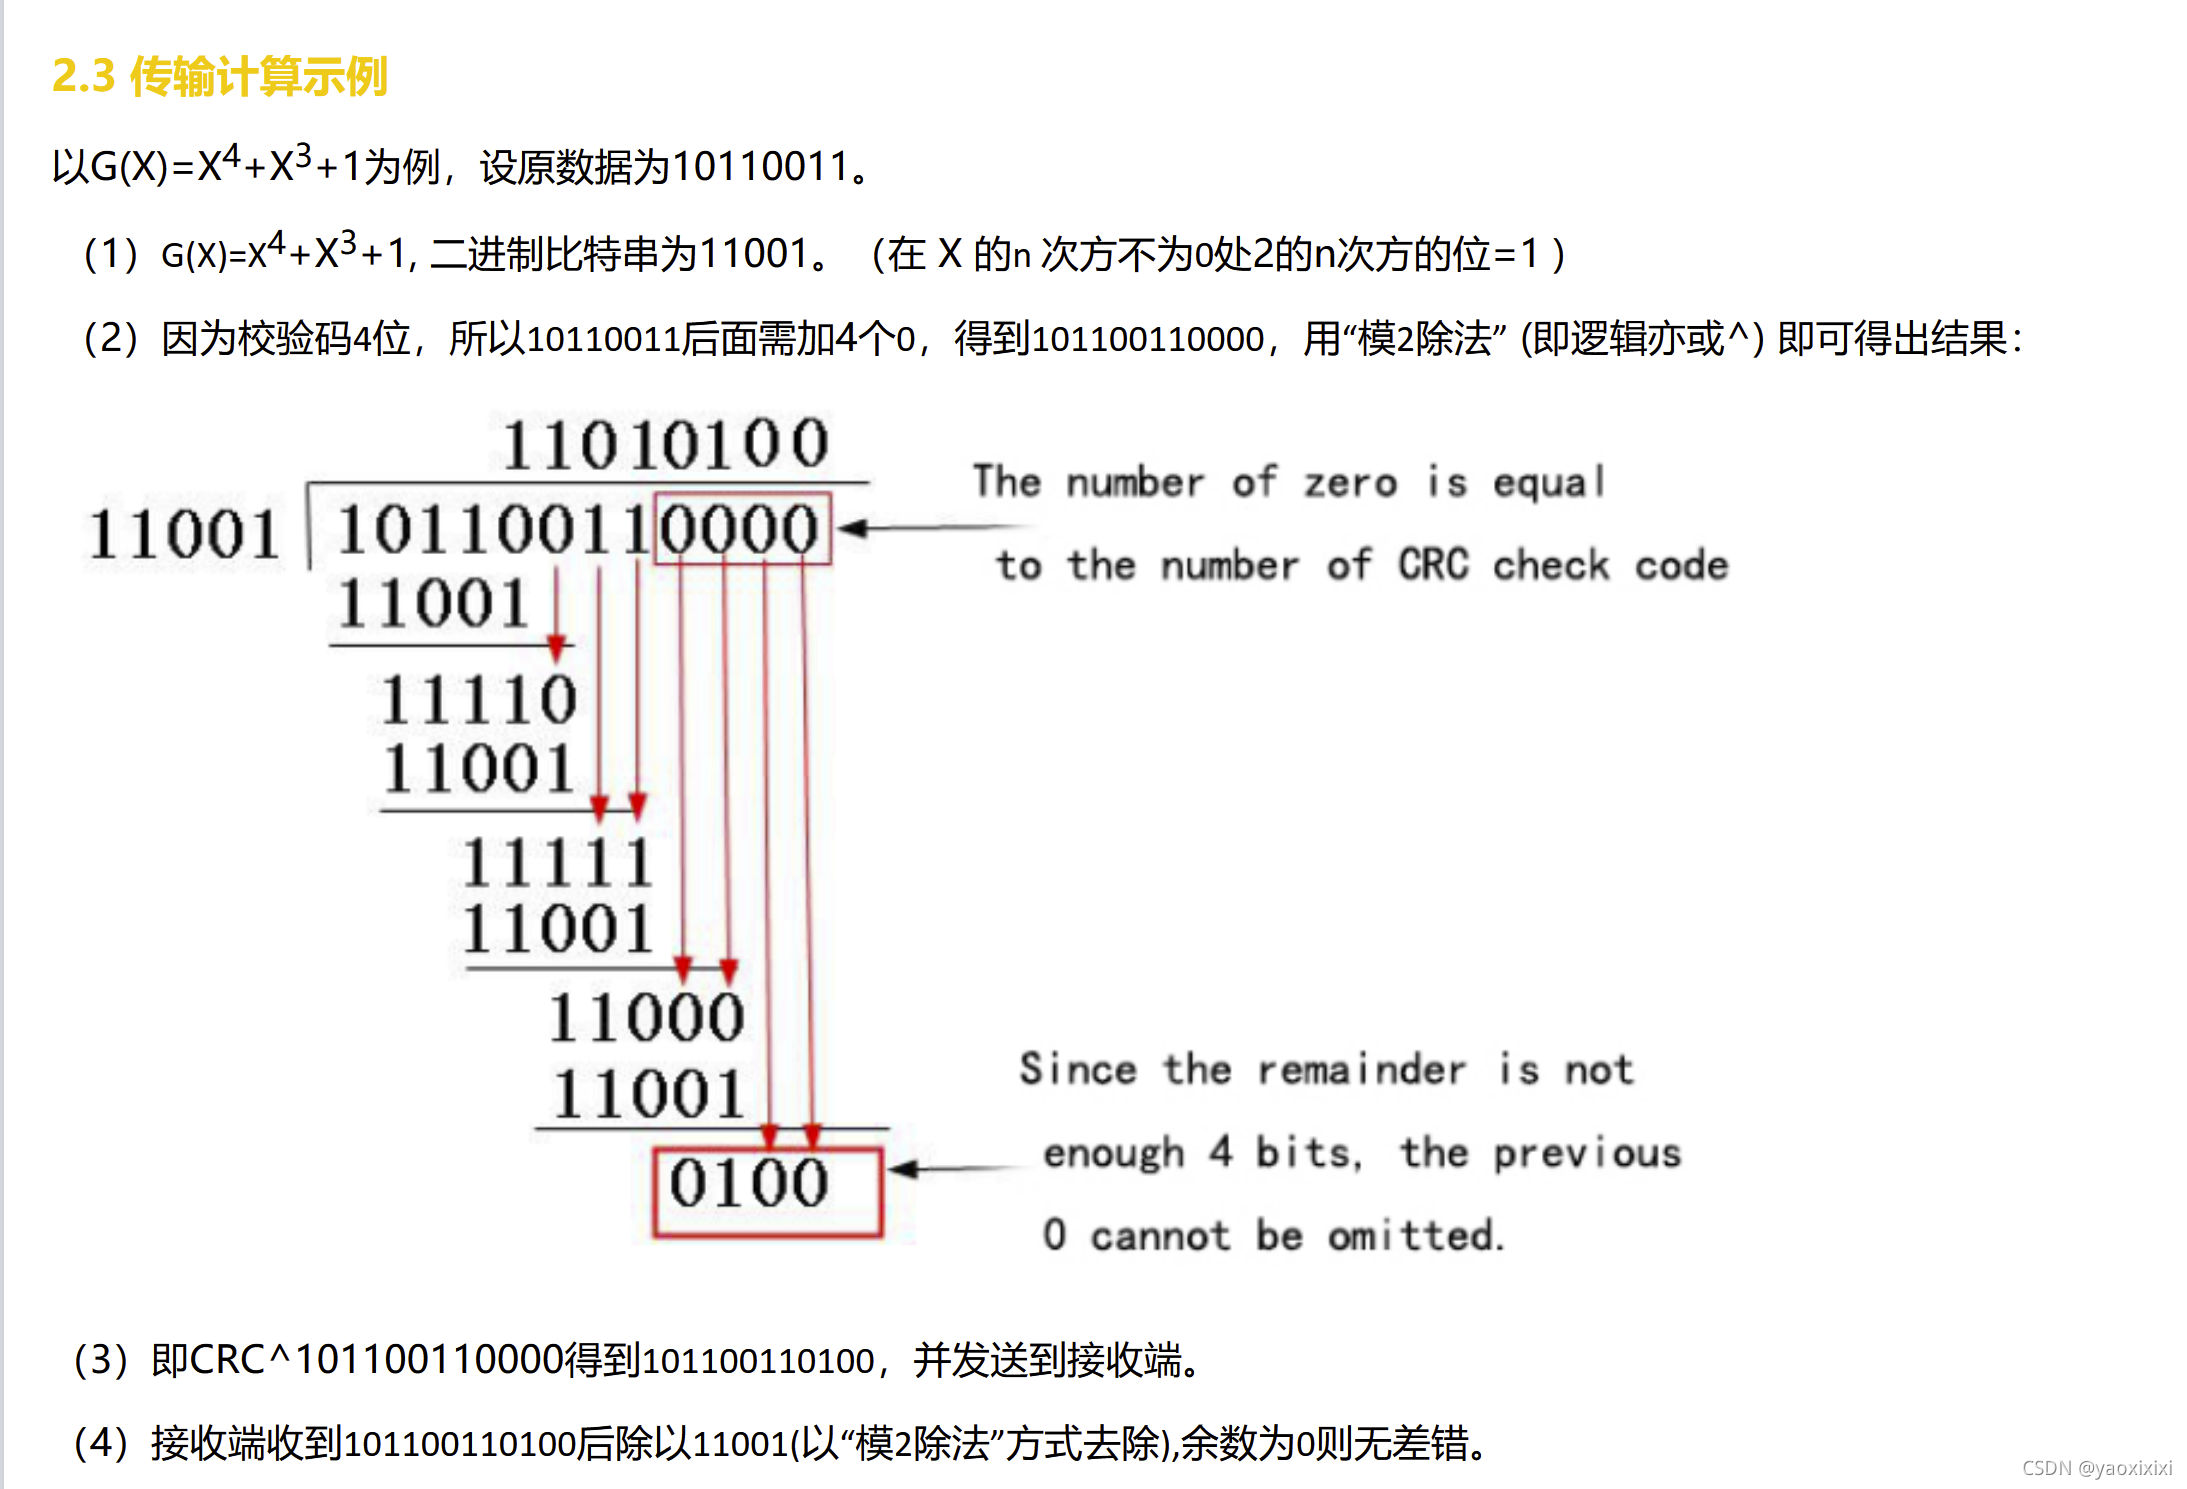 2.3 传输计算示例
以G(X)=X4+X3+1为例，设原数据为10110011。
（1）G(X)=X4+X3+1, 二进制比特串为11001。（在 X 的n 次方不为0处2的n次方的位=1 ）
（2）因为校验码4位，所以10110011后面需加4个0，得到101100110000，用“模2除法” (即逻辑亦或^) 即可得出结果：
11010100
11001 101100110000
The number of zero is equal
to the number of CRC check code
11001
11110
11001
11111
11001
11000
11001
0100
Since the remainder is not
enough 4 bits, the previous
0 cannot be omitted.
（3）即CRC^101100110000得到101100110100，并发送到接收端。
（4）接收端收到101100110100后除以11001(以“模2除法”方式去除),余数为0则无差错。
CSDN @yaoxixixi